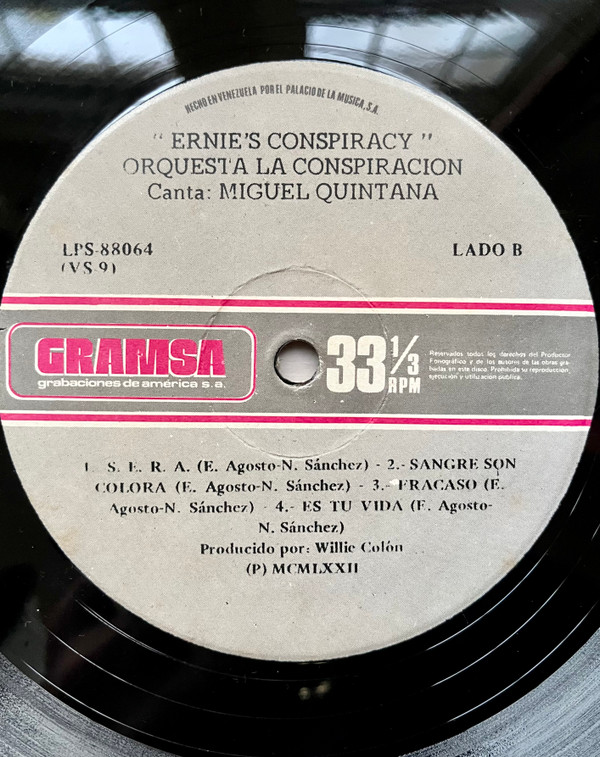 HECHO EN VENEZUELA POR EL PALACIO DE LA MUSICA, S.A.
" ERNIE'S CONSPIRACY "
ORQUESTA LA CONSPIRACION
Canta: MIGUEL QUINTANA
LPS-88064
(VS-9)
LADO B
GRAMSA
grabaciones de américa s.a.
33 1/3 RPM
Reservados todos los derechos del Productor
Fonográfico y de los autores de las obras gra-
badas en este disco. Prohibida su reproducción,
ejecución y utilización pública.
1. S. E. R. A. (E. Agosto-N. Sánchez) - 2.- SANGRE SON
COLORA (E. Agosto-N. Sánchez) - 3.- FRACASO (E.
Agosto-N. Sánchez) - 4.- ES TU VIDA (E. Agosto-
N. Sánchez)
Producido por: Willie Colón
(P) MCMLXXII